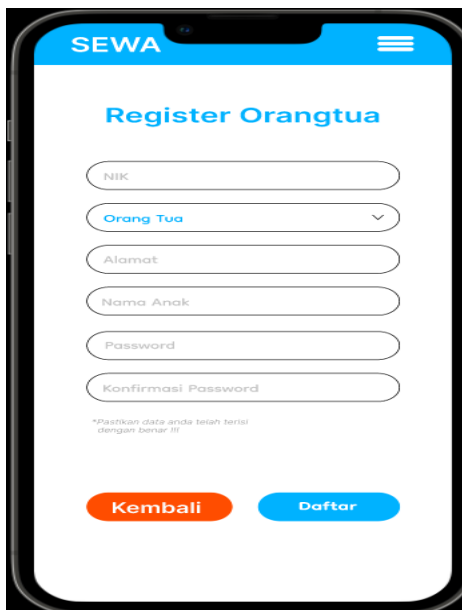 SEWA
Register Orangtua
NIK
Orang Tua
Alamat
Nama Anak
Password
Konfirmasi Password
*Pastikan data anda telah terisi
dengan benar !!!
Kembali
Daftar